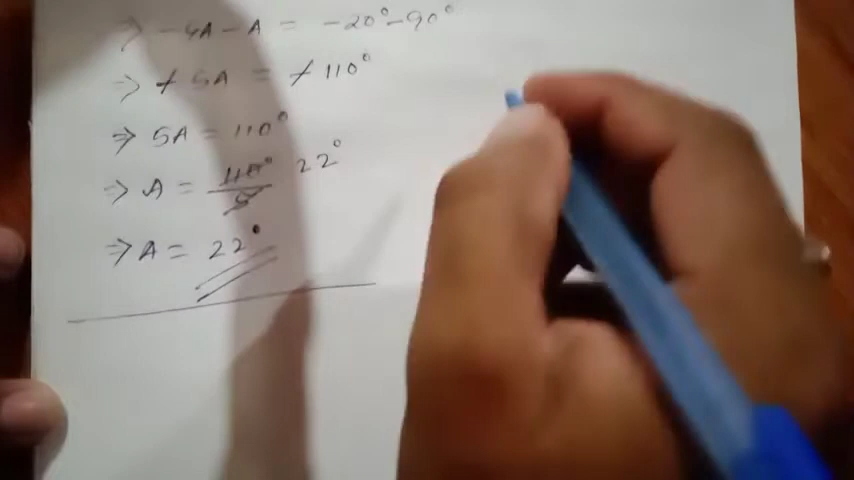 ⇒ -4A - A = -20° - 90°
⇒ -5A = -110°
⇒ 5A = 110°
⇒ A = 110°/5 22°
⇒ A = 22°